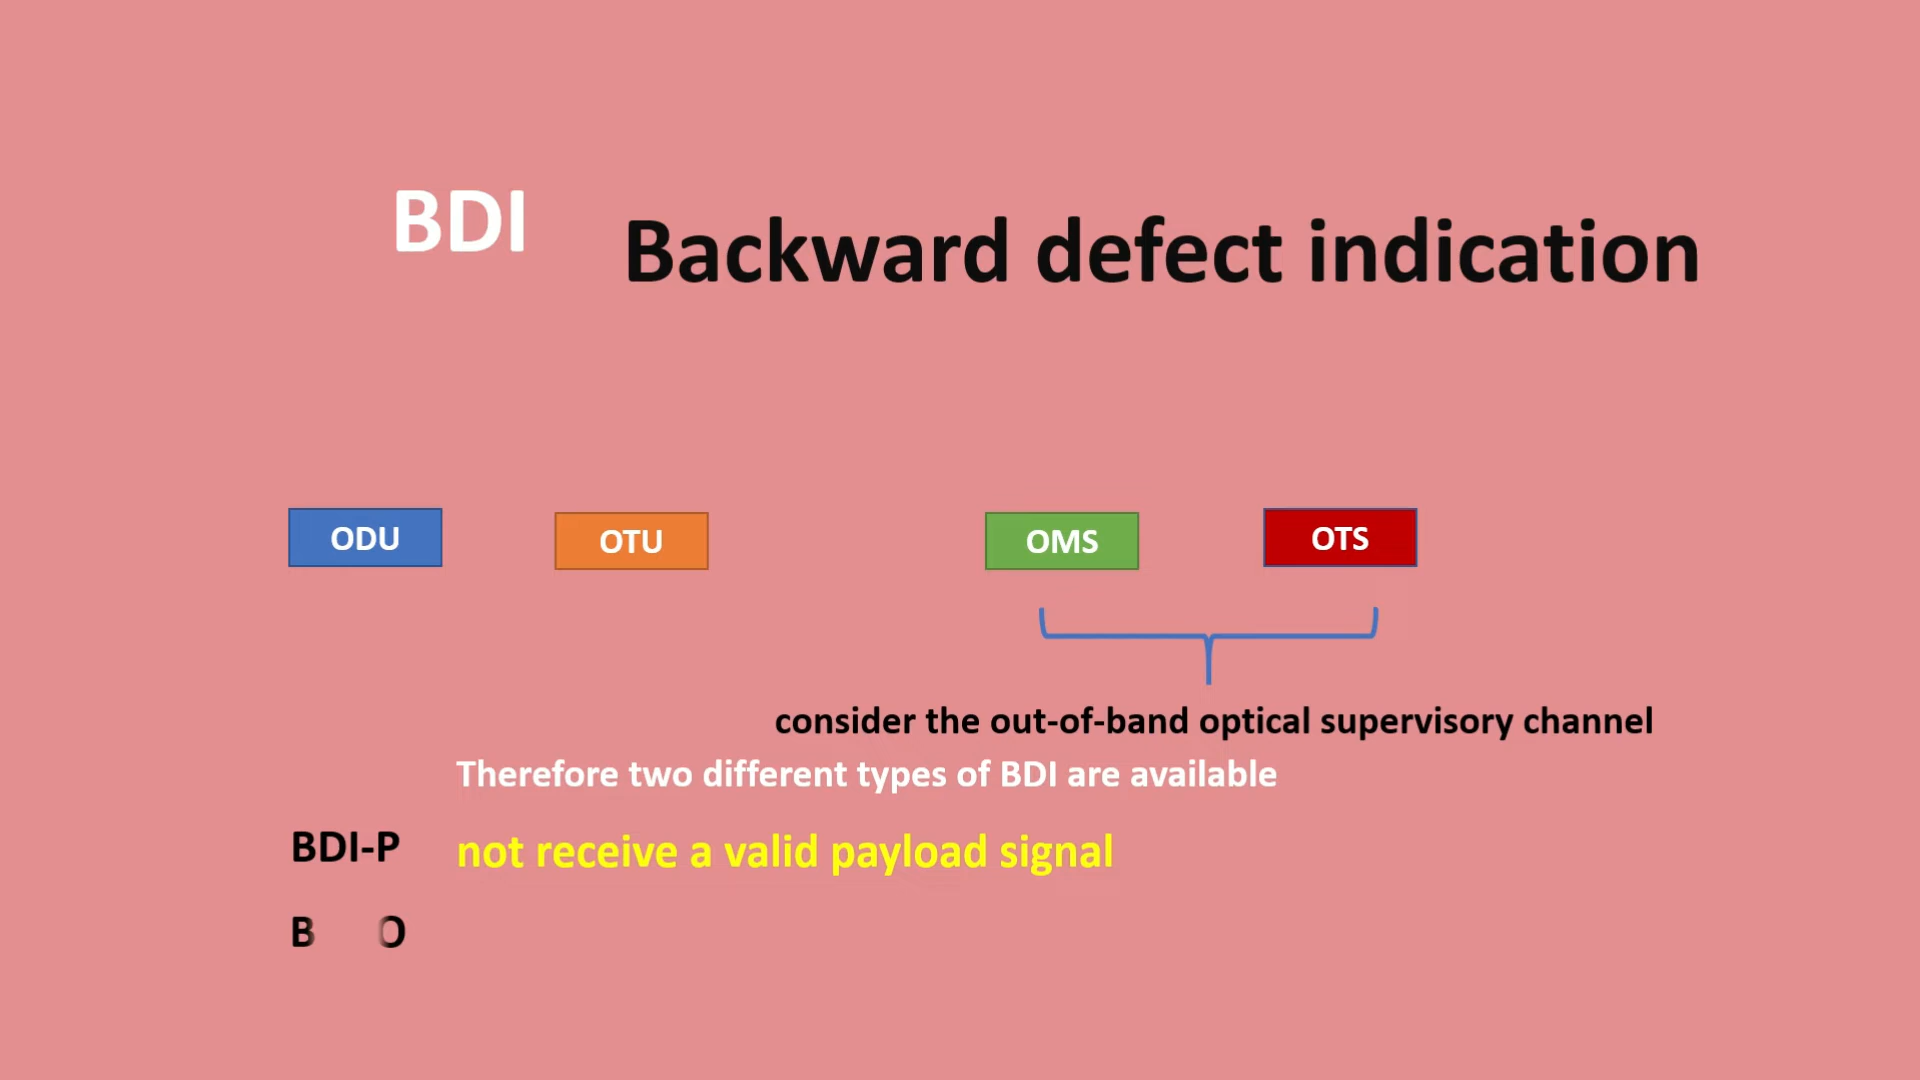 BDI
Backward defect indication
ODU
OTU
OMS
OTS
consider the out-of-band optical supervisory channel
Therefore two different types of BDI are available
BDI-P
not receive a valid payload signal
B O